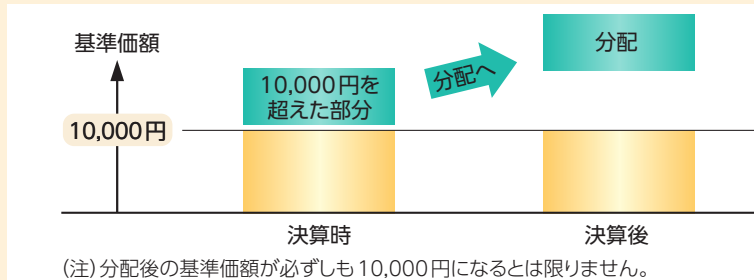 基準価額
分配
10,000円を
超えた部分
分配へ
10,000円
決算時
決算後
(注)分配後の基準価額が必ずしも10,000円になるとは限りません。